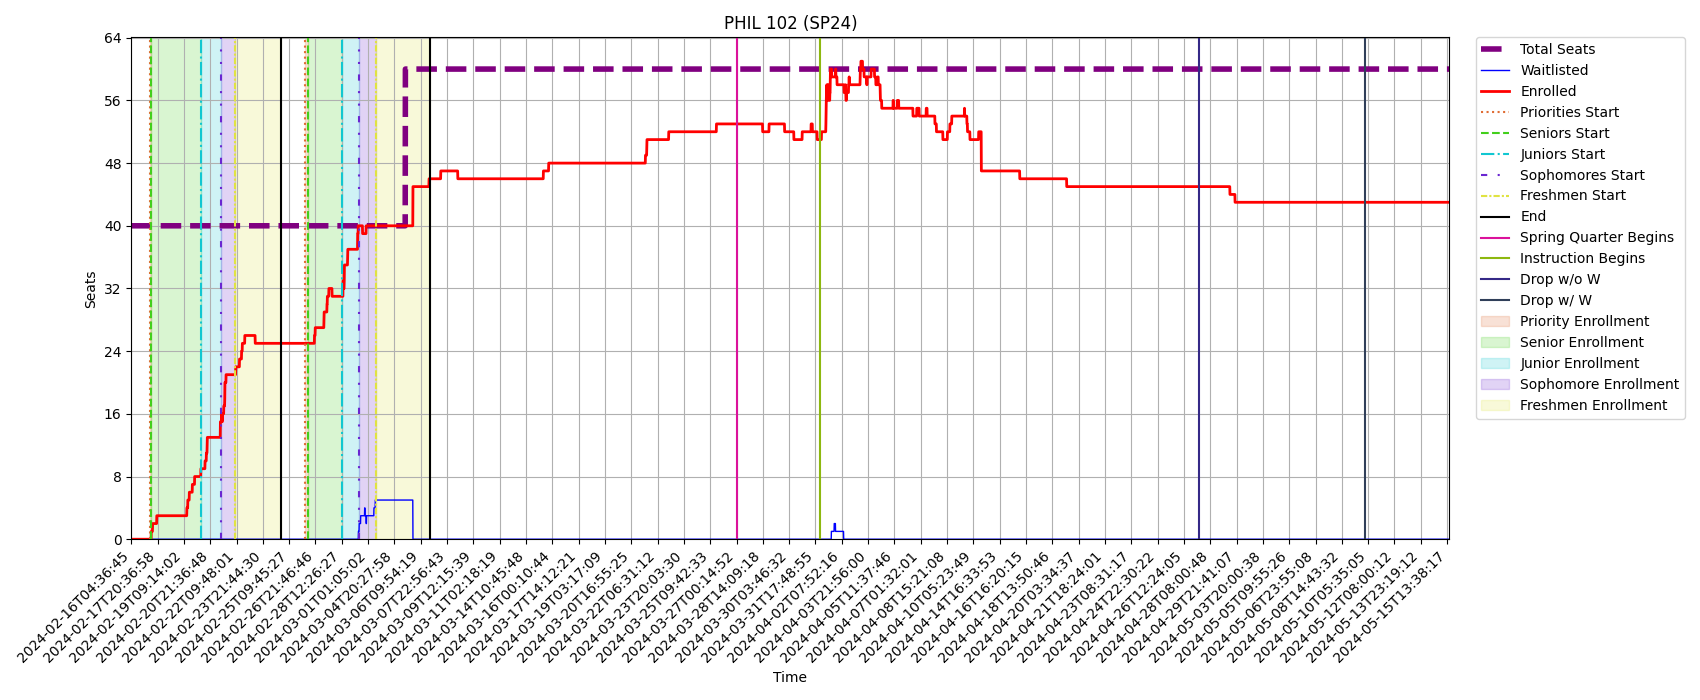 PHIL 102 (SP24)
64
56
48
40
32
24
16
8
0
Seats
2024-02-16T04:36:45
2024-02-17T20:36:58
2024-02-19T09:14:02
2024-02-20T21:36:48
2024-02-22T09:48:01
2024-02-23T21:44:30
2024-02-25T09:45:27
2024-02-26T21:46:46
2024-02-28T12:26:27
2024-03-01T01:05:02
2024-03-04T20:27:58
2024-03-06T09:54:19
2024-03-07T22:56:43
2024-03-09T12:15:39
2024-03-11T02:18:19
2024-03-14T10:45:48
2024-03-16T00:10:44
2024-03-17T14:12:21
2024-03-19T03:17:09
2024-03-20T16:55:25
2024-03-22T06:31:12
2024-03-23T20:03:30
2024-03-25T09:42:33
2024-03-27T00:14:52
2024-03-28T14:09:18
2024-03-30T03:46:32
2024-03-31T17:48:55
2024-04-02T07:52:16
2024-04-03T21:56:00
2024-04-05T11:37:46
2024-04-07T01:32:01
2024-04-08T15:21:08
2024-04-10T05:23:49
2024-04-14T16:33:53
2024-04-16T16:20:15
2024-04-18T13:50:46
2024-04-20T03:34:37
2024-04-21T18:24:01
2024-04-23T08:31:17
2024-04-24T22:30:22
2024-04-26T12:24:05
2024-04-28T08:00:48
2024-04-29T21:41:07
2024-05-03T20:00:38
2024-05-05T09:55:26
2024-05-06T23:55:08
2024-05-08T14:43:32
2024-05-10T05:35:05
2024-05-12T08:00:12
2024-05-13T23:19:12
2024-05-15T13:38:17
Time
Total Seats
Waitlisted
Enrolled
Priorities Start
Seniors Start
Juniors Start
Sophomores Start
Freshmen Start
End
Spring Quarter Begins
Instruction Begins
Drop w/o W
Drop w/ W
Priority Enrollment
Senior Enrollment
Junior Enrollment
Sophomore Enrollment
Freshmen Enrollment